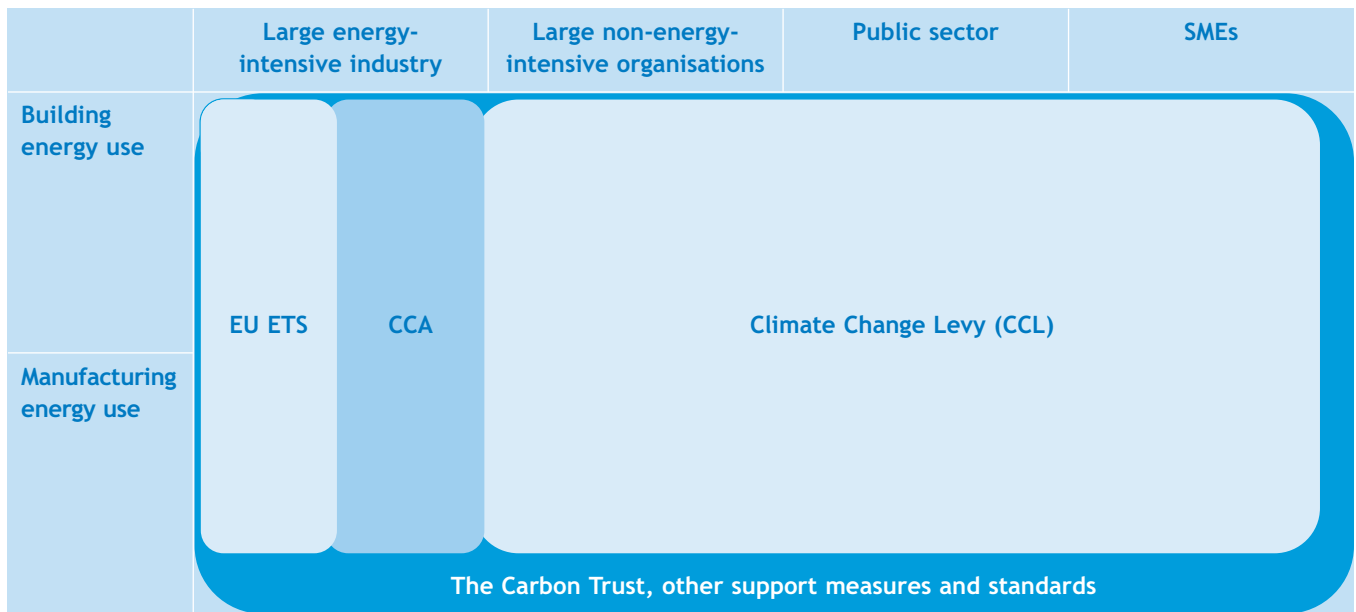 Large energy-
intensive industry
Large non-energy-
intensive organisations
Public sector
SMEs
Building
energy use
Manufacturing
energy use
EU ETS
CCA
Climate Change Levy (CCL)
The Carbon Trust, other support measures and standards